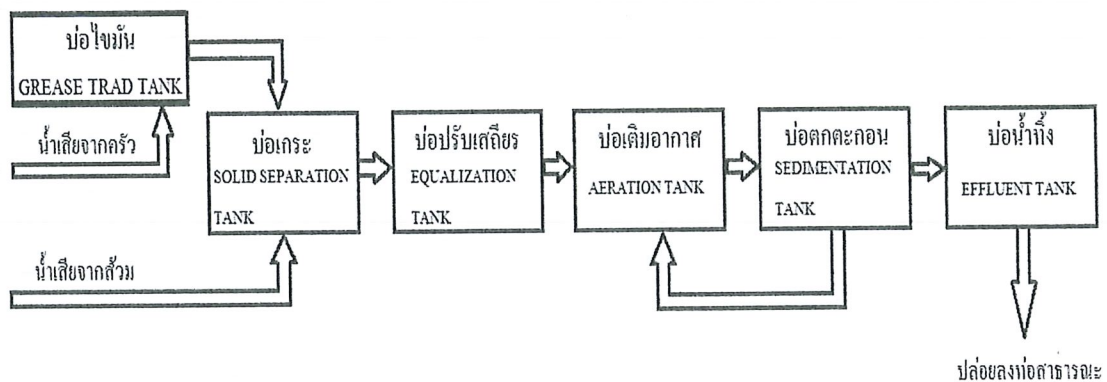 บ่อไขมัน
GREASE TRAD TANK
น้ำเสียจากครัว
บ่อเกรอะ
SOLID SEPARATION
TANK
น้ำเสียจากส้วม
บ่อปรับเสถียร
EQUALIZATION
TANK
บ่อเติมอากาศ
AERATION TANK
บ่อตกตะกอน
SEDIMENTATION
TANK
บ่อน้ำทิ้ง
EFFLUENT TANK
ปล่อยลงท่อสาธารณะ